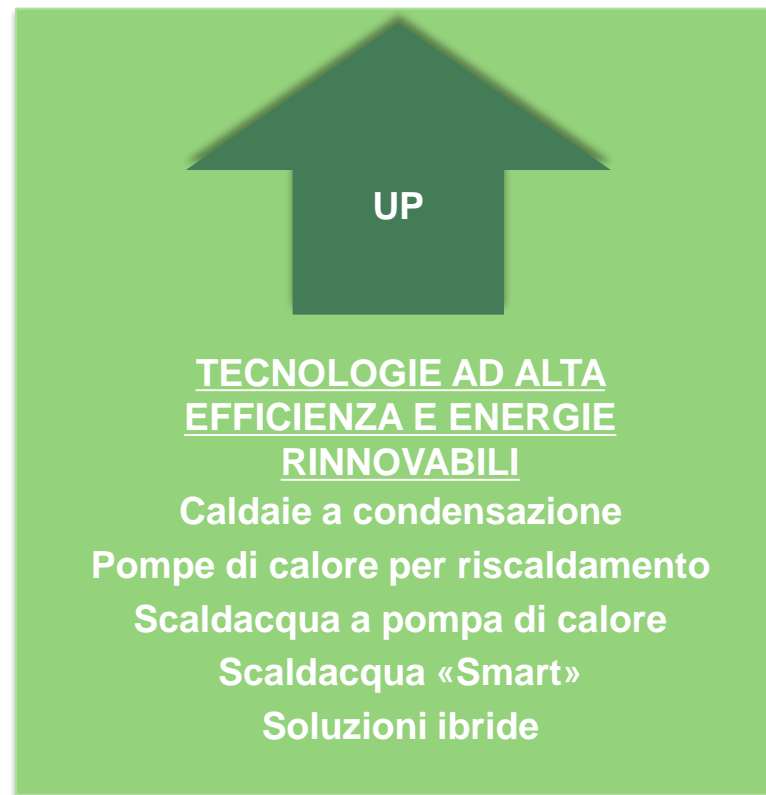 UP
TECNOLOGIE AD ALTA
EFFICIENZA E ENERGIE
RINNOVABILI
Caldaie a condensazione
Pompe di calore per riscaldamento
Scaldacqua a pompa di calore
Scaldacqua «Smart»
Soluzioni ibride